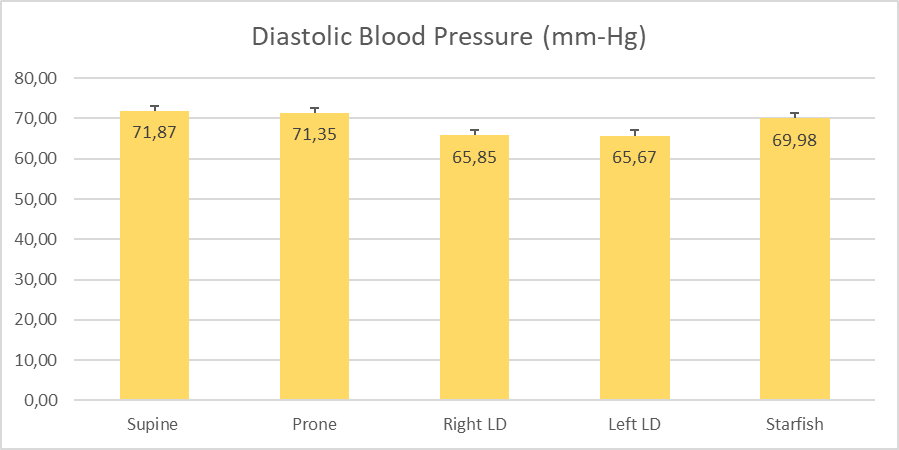 Diastolic Blood Pressure (mm-Hg)
80,00
70,00
60,00
50,00
40,00
30,00
20,00
10,00
0,00
71,87
71,35
65,85
65,67
69,98
Supine
Prone
Right LD
Left LD
Starfish